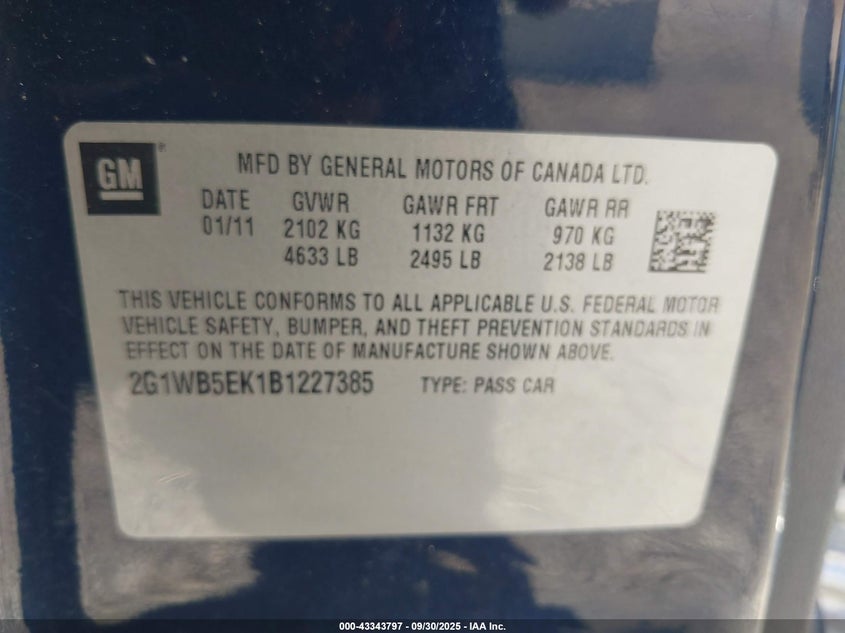 GM ®
MFD BY GENERAL MOTORS OF CANADA LTD.
DATE GVWR GAWR FRT GAWR RR
01/11 2102 KG 1132 KG 970 KG
4633 LB 2495 LB 2138 LB
THIS VEHICLE CONFORMS TO ALL APPLICABLE U.S. FEDERAL MOTOR
VEHICLE SAFETY, BUMPER, AND THEFT PREVENTION STANDARDS IN
EFFECT ON THE DATE OF MANUFACTURE SHOWN ABOVE.
2G1WB5EK1B1227385 TYPE: PASS CAR
000-43343797 - 09/30/2025 - IAA Inc.